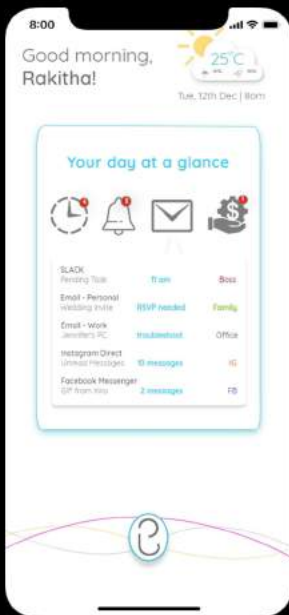 8:00
Good morning,
Rakitha!
25°C
Tue, 12th Dec | 8am
Your day at a glance
SLACK
Pending Task 11 am Boss
Email - Personal
Wedding invite RSVP needed Family
Email - Work
Jennifer's PC troubleshoot Office
Instagram Direct
Unread Messages 15 messages IG
Facebook Messenger
GIF from 2 messages FB